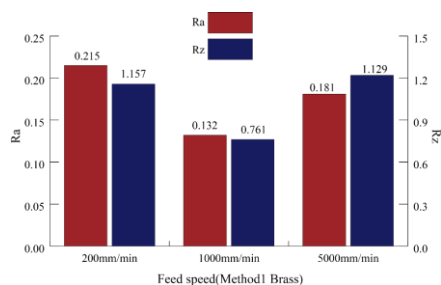 Ra
Rz
0.25
0.20
0.15
0.10
0.05
0.00
Ra
1.5
1.2
0.9
0.6
0.3
0.0
Rz
0.215
1.157
0.132
0.761
0.181
1.129
200mm/min
1000mm/min
5000mm/min
Feed speed(Method1 Brass)